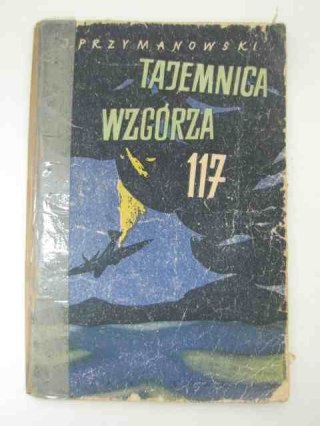 J. PRZYMANOWSKI
TAJEMNICA
WZGÓRZA
117